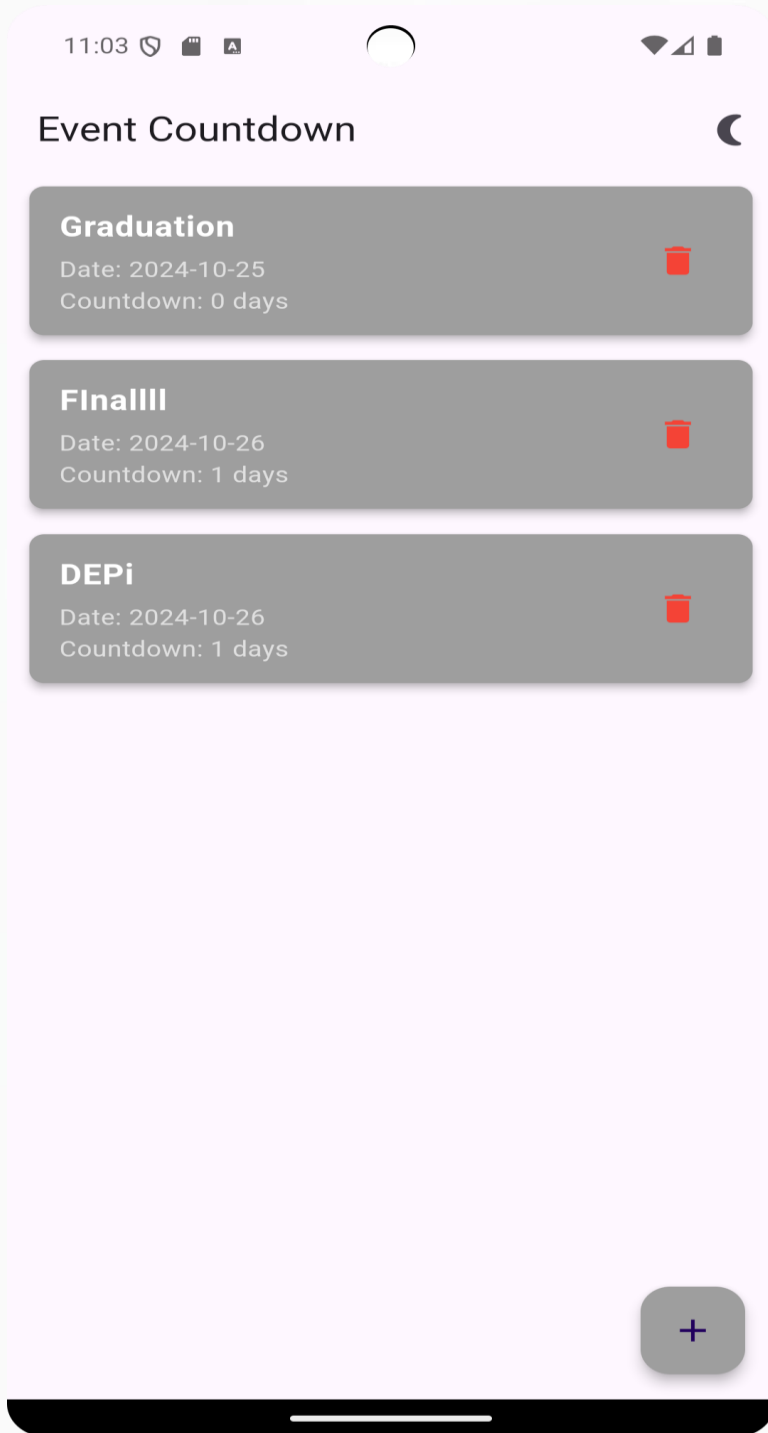 11:03
Event Countdown
Graduation
Date: 2024-10-25
Countdown: 0 days
FInallll
Date: 2024-10-26
Countdown: 1 days
DEPi
Date: 2024-10-26
Countdown: 1 days